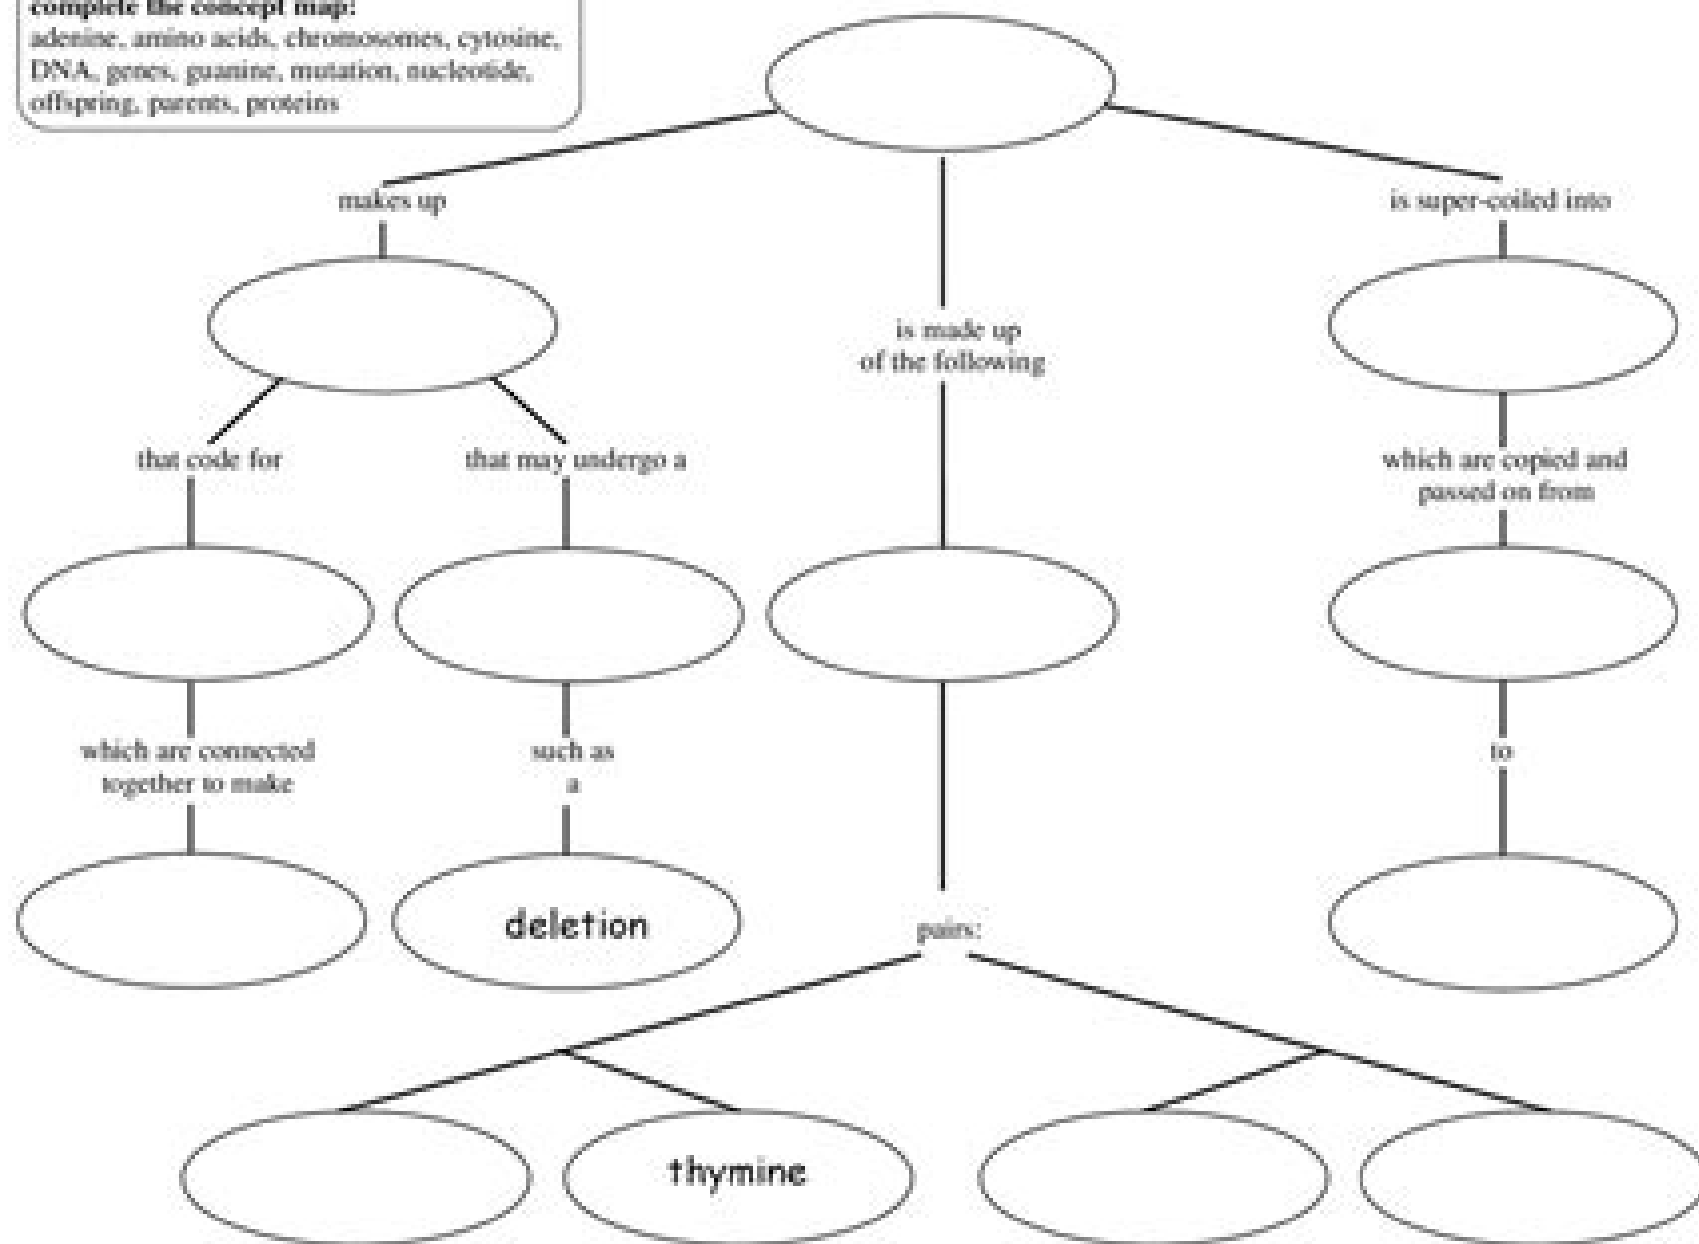 complete the concept map:
adenine, amino acids, chromosomes, cytosine,
DNA, genes, guanine, mutation, nucleotide,
offspring, parents, proteins
makes up
is super-coiled into
is made up
of the following
that code for
that may undergo a
which are copied and
passed on from
which are connected
together to make
such as
a
to
deletion
pairs:
thymine